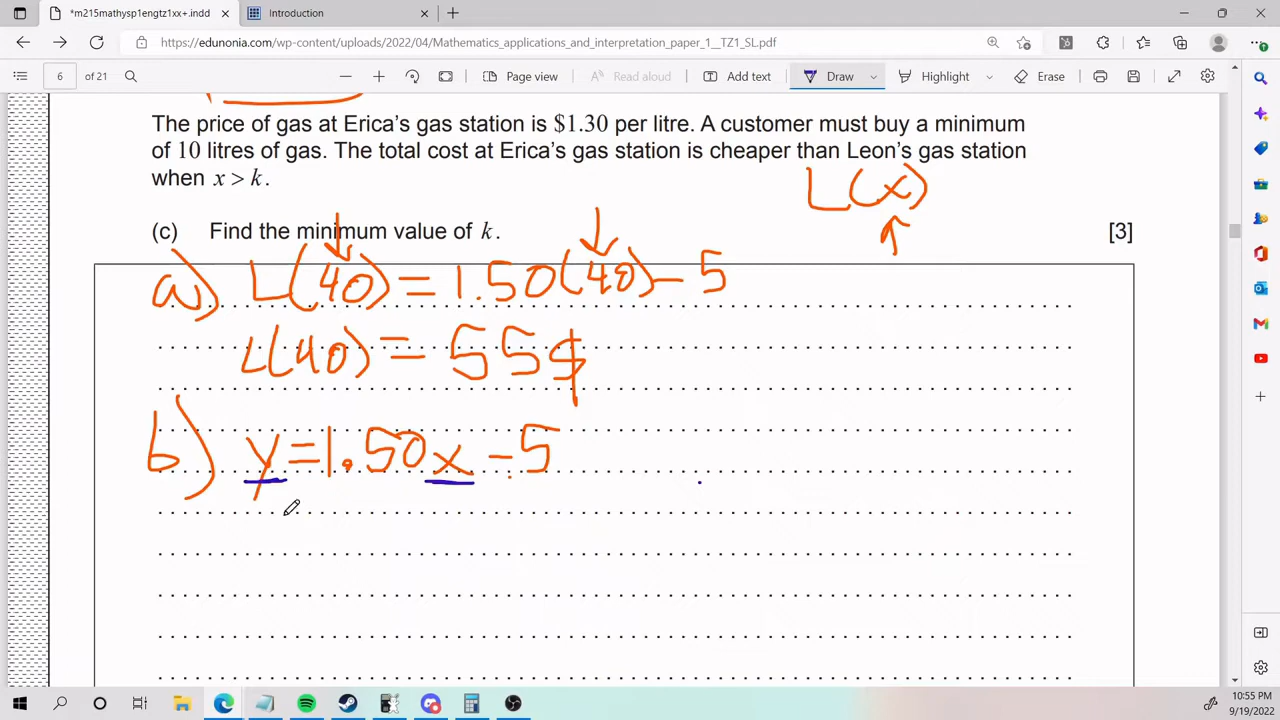 *m215mathysp1engtz1xx+.indd
Introduction
https://edunonia.com/wp-content/uploads/2022/04/Mathematics_applications_and_interpretation_paper_1__TZ1_SL.pdf
6 of 21
Page view
Read aloud
Add text
Draw
Highlight
Erase
The price of gas at Erica's gas station is $1.30 per litre. A customer must buy a minimum
of 10 litres of gas. The total cost at Erica's gas station is cheaper than Leon's gas station
when x > k.
L(x)
(c) Find the minimum value of k. [3]
a) L(40) = 1.50(40) - 5
L(40) = 55$
b) y = 1.50x - 5
10:55 PM
9/19/2022